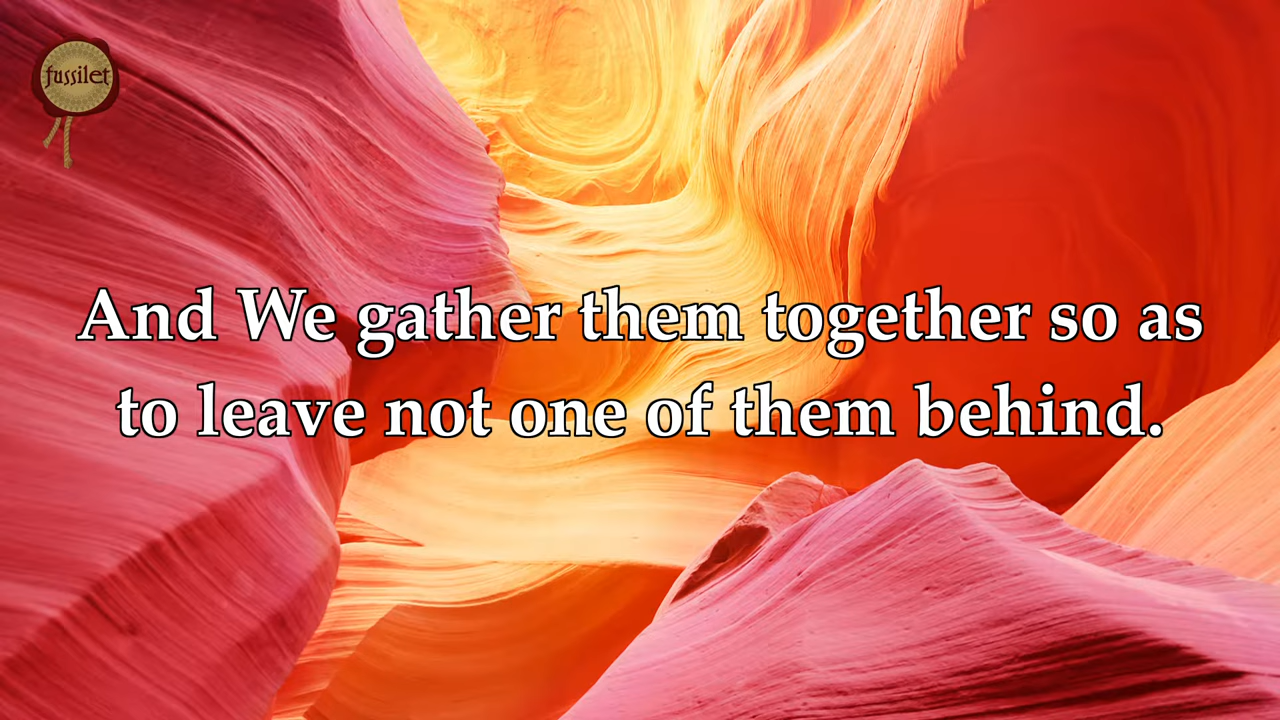 fussilet
And We gather them together so as
to leave not one of them behind.